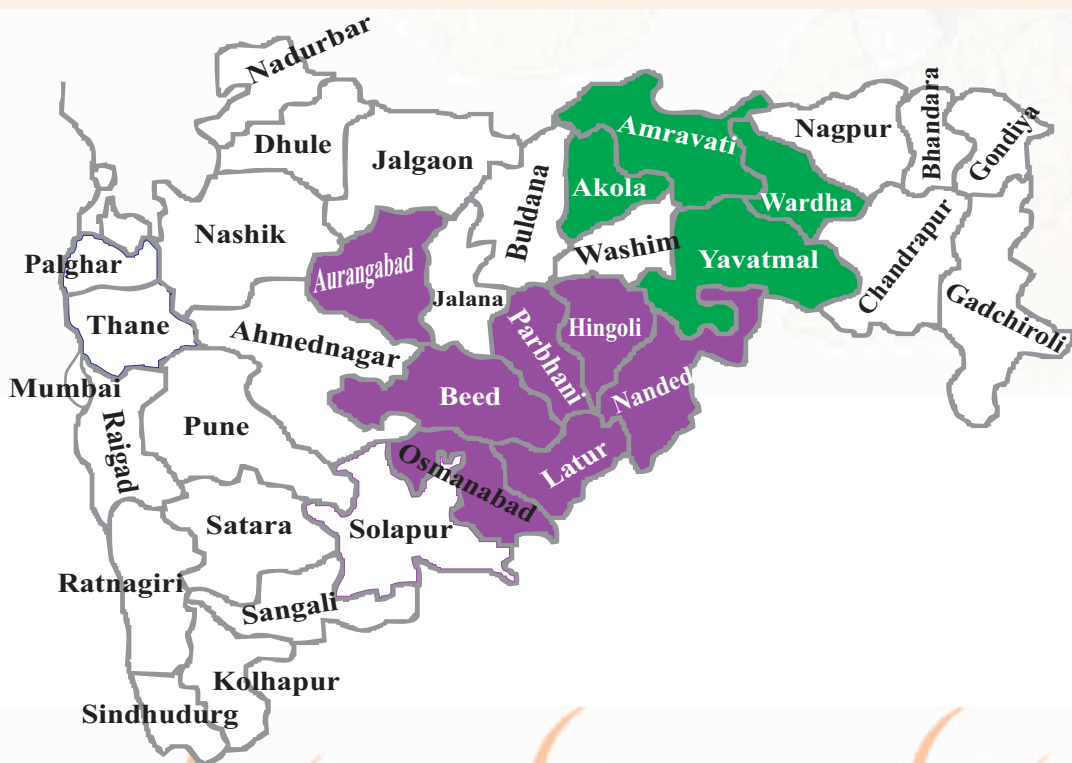 Nadurbar
Dhule
Jalgaon
Buldana
Akola
Amravati
Wardha
Nagpur
Bhandara
Gondiya
Nashik
Aurangabad
Jalana
Washim
Yavatmal
Chandrapur
Gadchiroli
Palghar
Thane
Ahmednagar
Parbhani
Hingoli
Nanded
Mumbai
Raigad
Pune
Beed
Latur
Osmanabad
Satara
Solapur
Ratnagiri
Sangali
Kolhapur
Sindhudurg